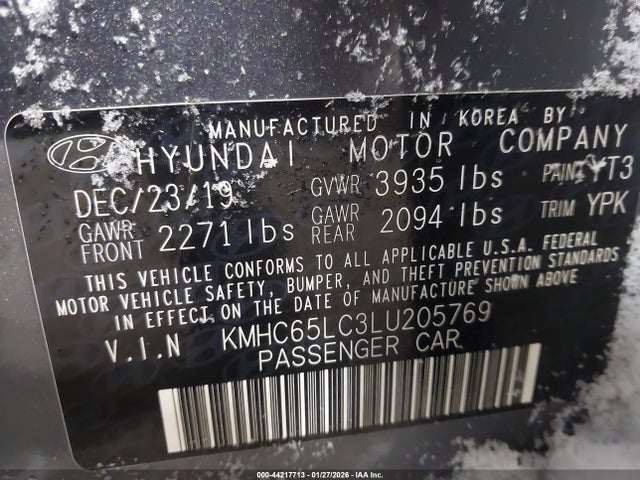 MANUFACTURED IN KOREA BY
HYUNDAI MOTOR COMPANY
DEC/23/19 GVWR 3935 lbs PAINT YT3
GAWR FRONT 2271 lbs GAWR REAR 2094 lbs TRIM YPK
THIS VEHICLE CONFORMS TO ALL APPLICABLE U.S.A. FEDERAL
MOTOR VEHICLE SAFETY, BUMPER, AND THEFT PREVENTION STANDARDS
IN EFFECT ON THE DATE OF MANUFACTURE SHOWN ABOVE
V.I.N KMHC65LC3LU205769
PASSENGER CAR
000-44217713 - 01/27/2026 - IAA Inc.